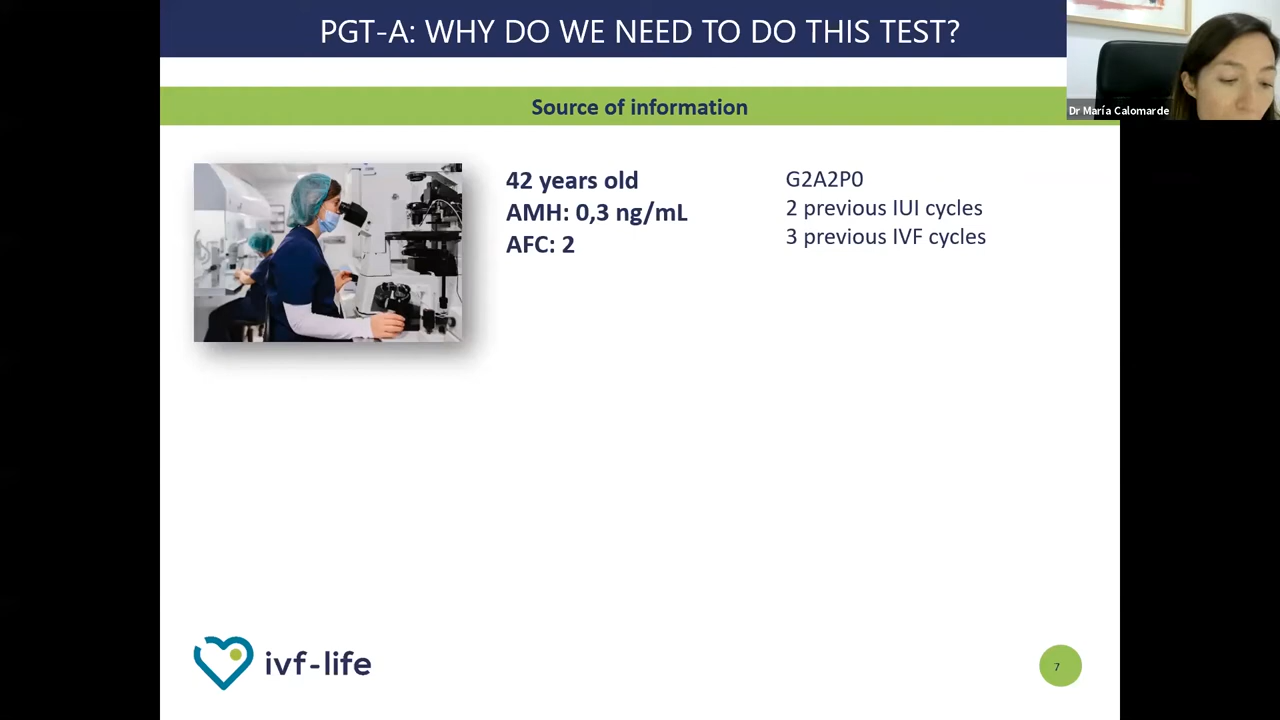 PGT-A: WHY DO WE NEED TO DO THIS TEST?
Dr María Calomarde
Source of information
42 years old
AMH: 0,3 ng/mL
AFC: 2
G2A2P0
2 previous IUI cycles
3 previous IVF cycles
ivf-life
7